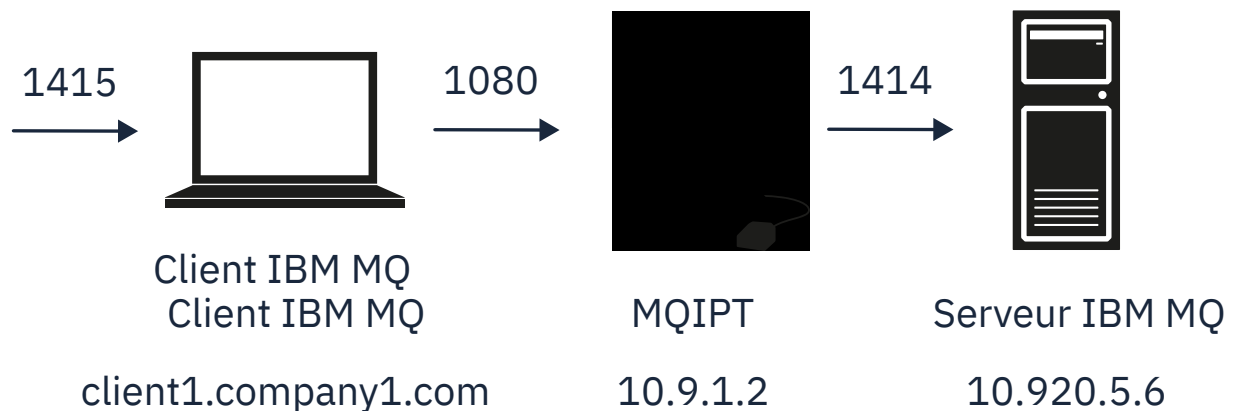 1415
1080
1414
Client IBM MQ
Client IBM MQ
MQIPT
Serveur IBM MQ
client1.company1.com
10.9.1.2
10.920.5.6